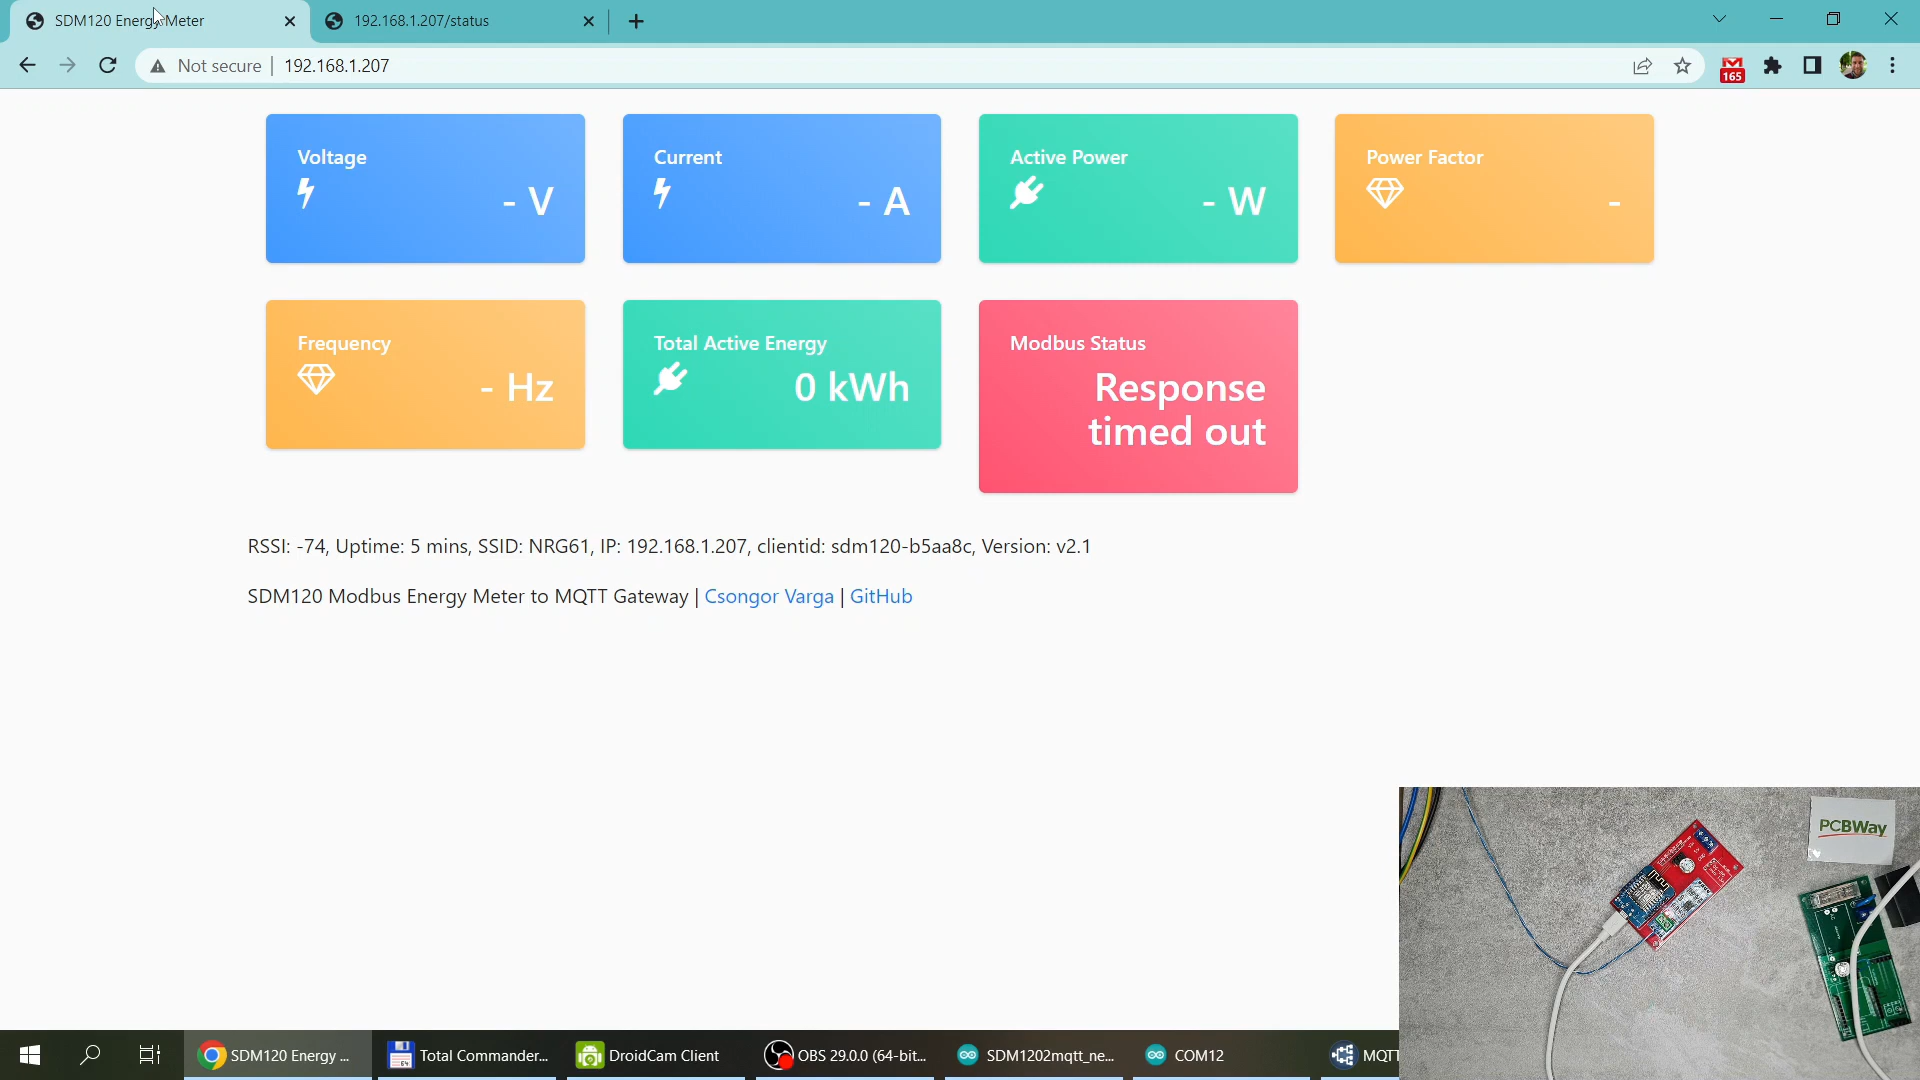 SDM120 Energy Meter
192.168.1.207/status
Not secure
192.168.1.207
165
Voltage
- V
Current
- A
Active Power
- W
Power Factor
-
Frequency
- Hz
Total Active Energy
0 kWh
Modbus Status
Response
timed out
RSSI: -74, Uptime: 5 mins, SSID: NRG61, IP: 192.168.1.207, clientid: sdm120-b5aa8c, Version: v2.1
SDM120 Modbus Energy Meter to MQTT Gateway | Csongor Varga | GitHub
PCBWay
SDM120 Energy ...
Total Commander...
DroidCam Client
OBS 29.0.0 (64-bit...
SDM1202mqtt_ne...
COM12
MQTT